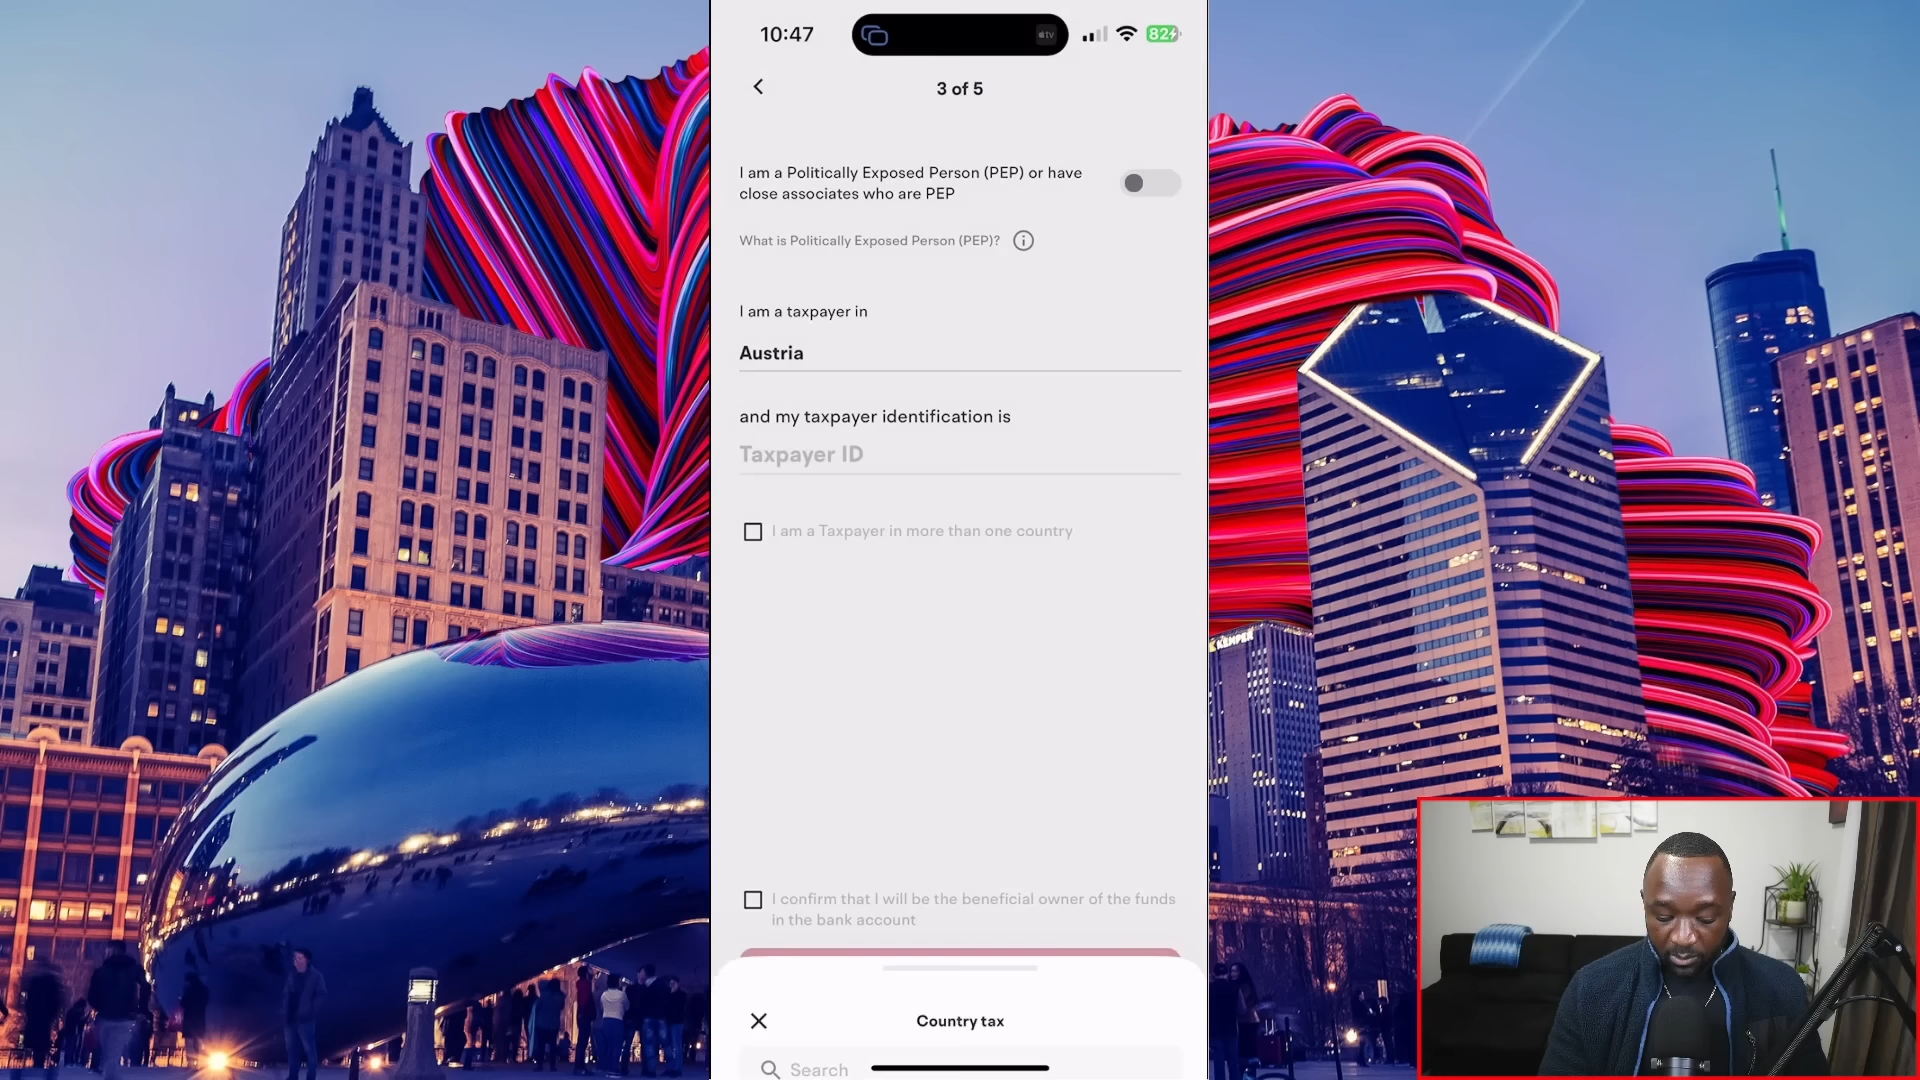 10:47
tv
82
3 of 5
I am a Politically Exposed Person (PEP) or have
close associates who are PEP
What is Politically Exposed Person (PEP)?
I am a taxpayer in
Austria
and my taxpayer identification is
Taxpayer ID
I am a Taxpayer in more than one country
KEMPER
I confirm that I will be the beneficial owner of the funds
in the bank account
Country tax
Search